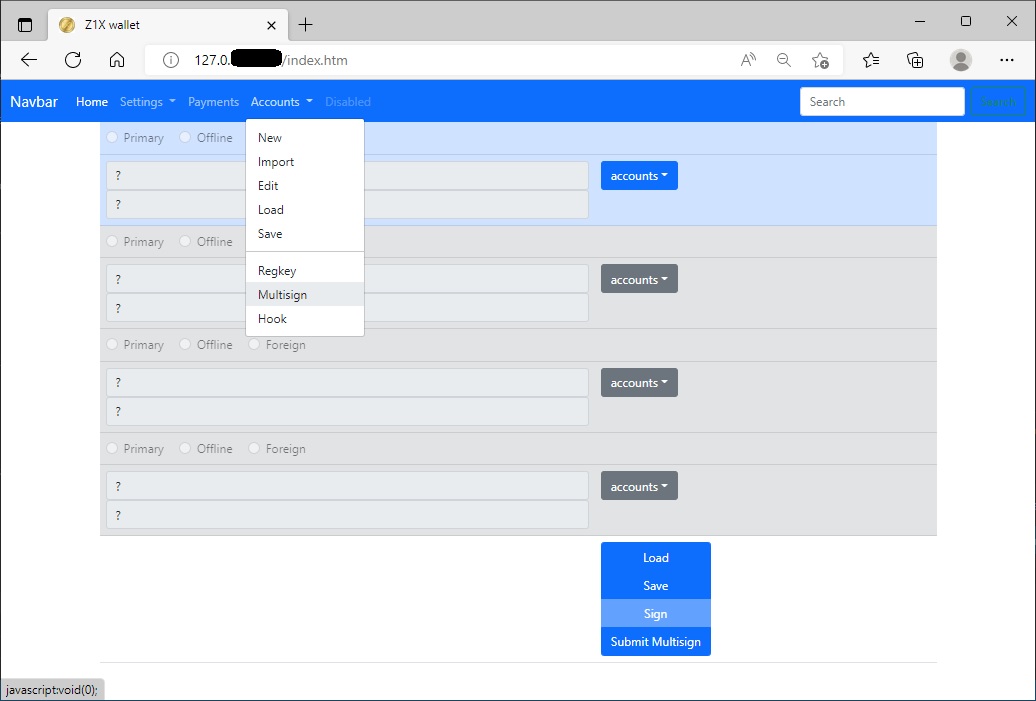 Z1X wallet
127.0. /index.htm
Navbar Home Settings Payments Accounts Disabled Search Search
Primary Offline
New
Import
? accounts
Edit
?
Load
Save
Primary Offline
Regkey
? accounts
Multisign
?
Hook
Primary Offline Foreign
? accounts
?
Primary Offline Foreign
? accounts
?
Load
Save
Sign
Submit Multisign
javascript:void(0);